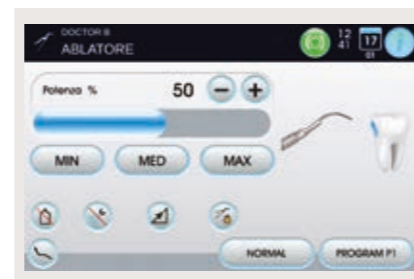 DOCTOR B
ABLATORE
12
41
17
01
i
Potenza %
50
MIN
MED
MAX
NORMAL
PROGRAM P1